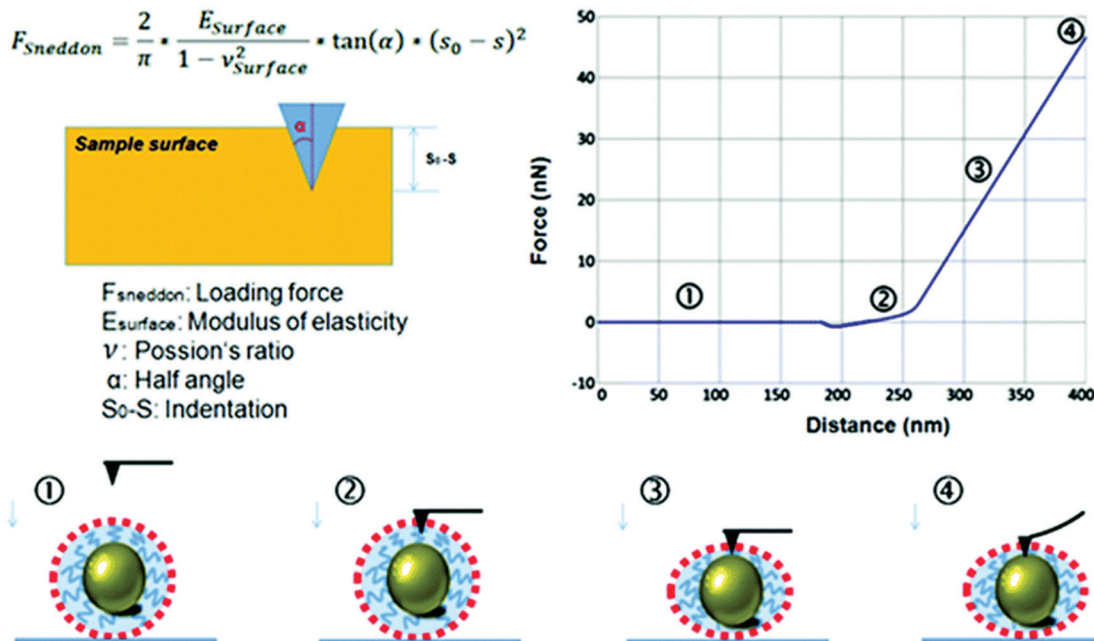 F_Sneddon = 2/π * E_Surface/(1 − ν²_Surface) * tan(α) * (s₀ − s)²
Sample surface
α
S₀-S
Fsneddon: Loading force
Esurface: Modulus of elasticity
ν: Possion's ratio
α: Half angle
S₀-S: Indentation
Force (nN)
50
40
30
20
10
0
-10
0 50 100 150 200 250 300 350 400
Distance (nm)
①
②
③
④
① ② ③ ④